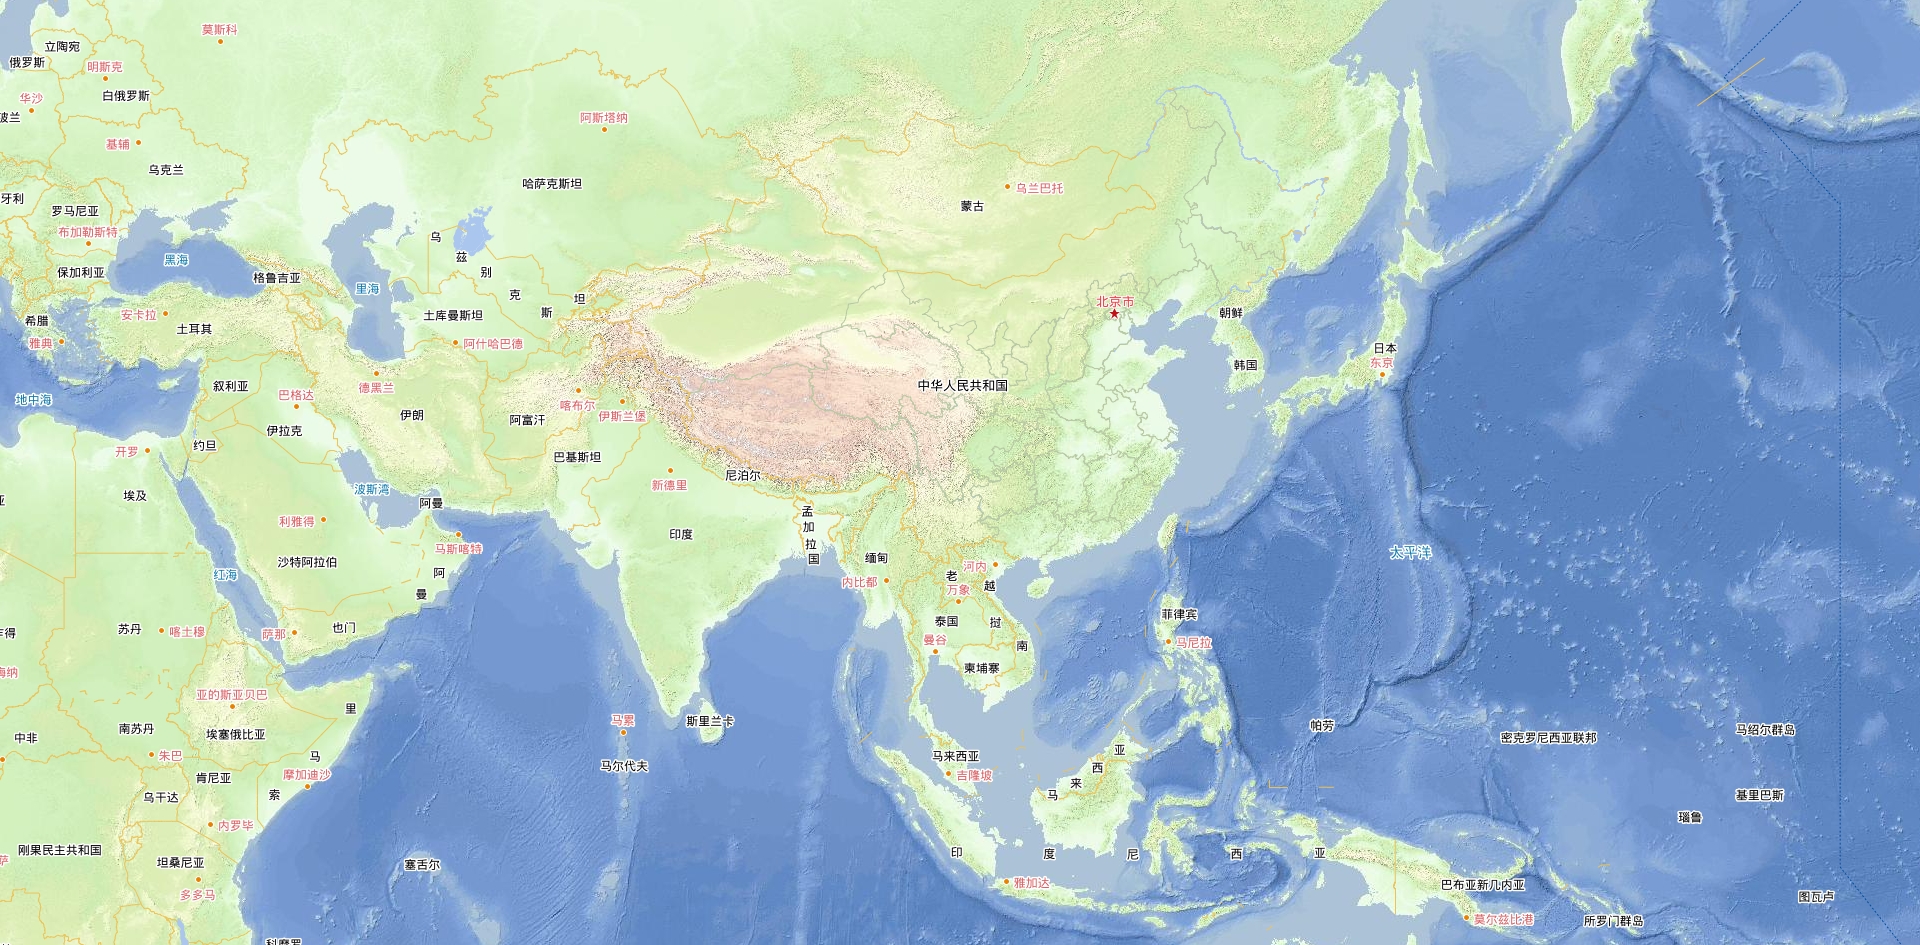 莫斯科
立陶宛
俄罗斯
明斯克
白俄罗斯
华沙
波兰
基辅
乌克兰
阿斯塔纳
哈萨克斯坦
乌兰巴托
蒙古
牙利
罗马尼亚
布加勒斯特
保加利亚
黑海
格鲁吉亚
里海
乌
兹
别
克
斯
坦
土库曼斯坦
阿什哈巴德
希腊
雅典
安卡拉
土耳其
北京市
朝鲜
韩国
日本
东京
地中海
叙利亚
巴格达
德黑兰
伊朗
伊拉克
约旦
开罗
埃及
喀布尔
伊斯兰堡
阿富汗
巴基斯坦
中华人民共和国
新德里
尼泊尔
波斯湾
阿曼
利雅得
马斯喀特
沙特阿拉伯
阿
曼
红海
印度
孟
加
拉
国
缅甸
内比都
河内
老
万象
越
挝
南
泰国
曼谷
柬埔寨
太平洋
菲律宾
马尼拉
苏丹
喀土穆
萨那
也门
乍得
亚的斯亚贝巴
埃塞俄比亚
南苏丹
中非
朱巴
里
马
索
摩加迪沙
肯尼亚
乌干达
内罗毕
刚果民主共和国
坦桑尼亚
多多马
塞舌尔
科摩罗
马累
马尔代夫
斯里兰卡
马来西亚
吉隆坡
马
来
西
亚
印
度
尼
西
亚
雅加达
帕劳
密克罗尼西亚联邦
马绍尔群岛
基里巴斯
瑙鲁
巴布亚新几内亚
莫尔兹比港
所罗门群岛
图瓦卢